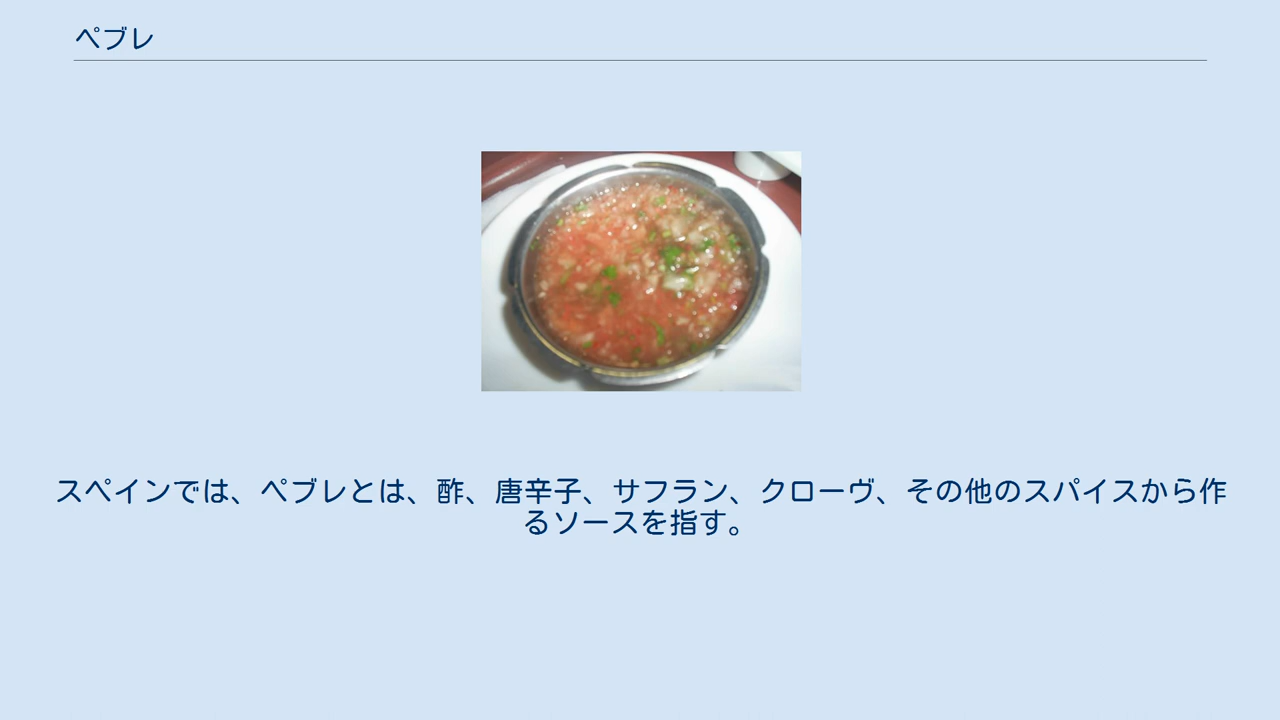 ペブレ
スペインでは、ペブレとは、酢、唐辛子、サフラン、クローヴ、その他のスパイスから作
るソースを指す。